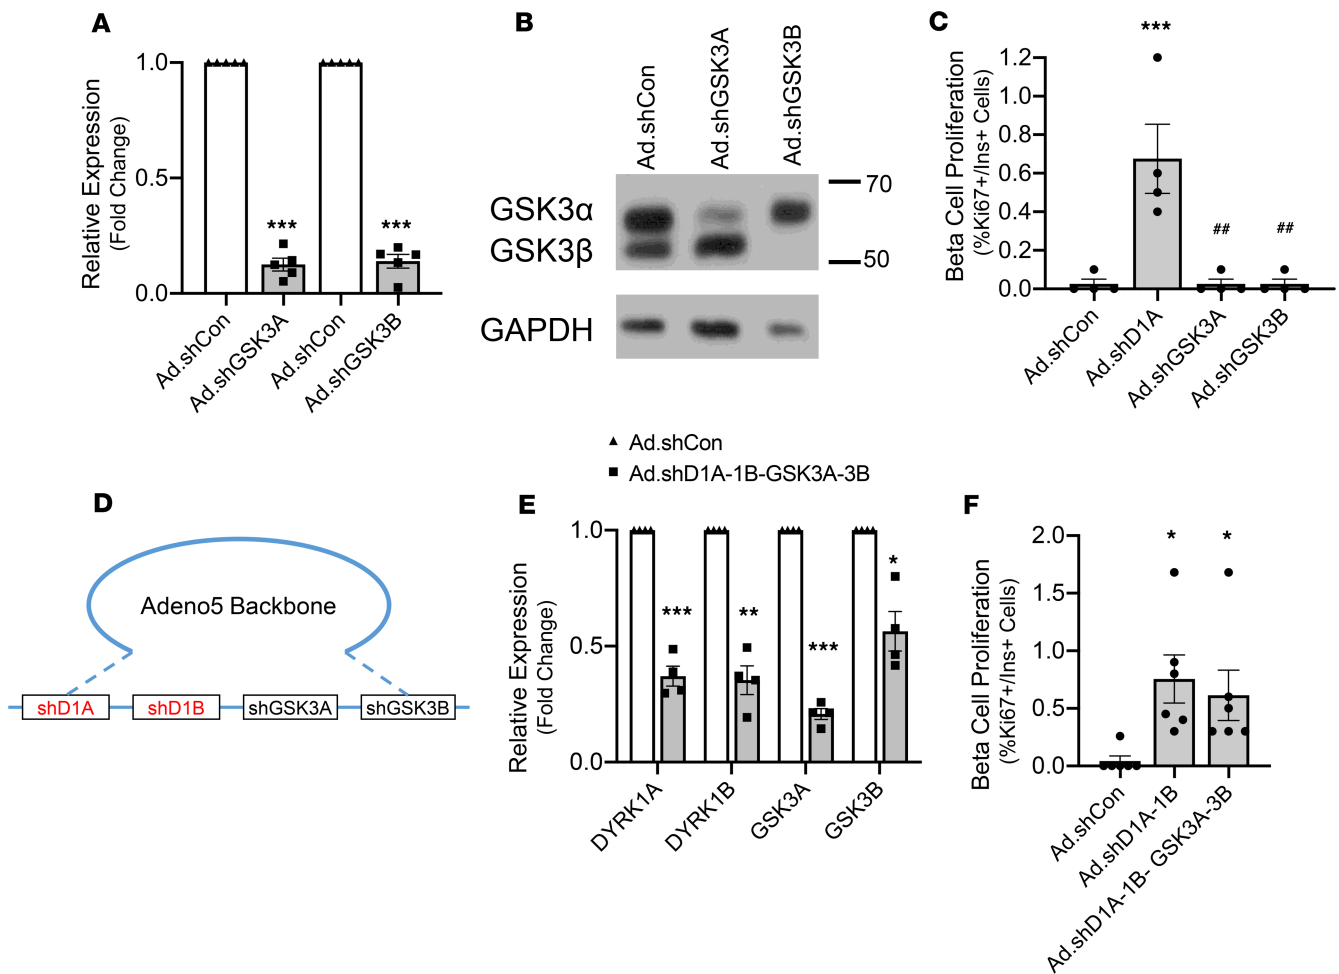 A
Relative Expression
(Fold Change)
1.0
0.5
0.0
***
***
Ad.shCon
Ad.shGSK3A
Ad.shCon
Ad.shGSK3B
B
Ad.shCon
Ad.shGSK3A
Ad.shGSK3B
GSK3α
GSK3β
GAPDH
70
50
C
Beta Cell Proliferation
(%Ki67+/Ins+ Cells)
1.2
1.0
0.8
0.6
0.4
0.2
0.0
***
##
##
Ad.shCon
Ad.shD1A
Ad.shGSK3A
Ad.shGSK3B
D
Adeno5 Backbone
shD1A
shD1B
shGSK3A
shGSK3B
Ad.shCon
Ad.shD1A-1B-GSK3A-3B
E
Relative Expression
(Fold Change)
1.0
0.5
0.0
***
**
***
*
DYRK1A
DYRK1B
GSK3A
GSK3B
F
Beta Cell Proliferation
(%Ki67+/Ins+ Cells)
2.0
1.5
1.0
0.5
0.0
*
*
Ad.shCon
Ad.shD1A-1B
Ad.shD1A-1B- GSK3A-3B